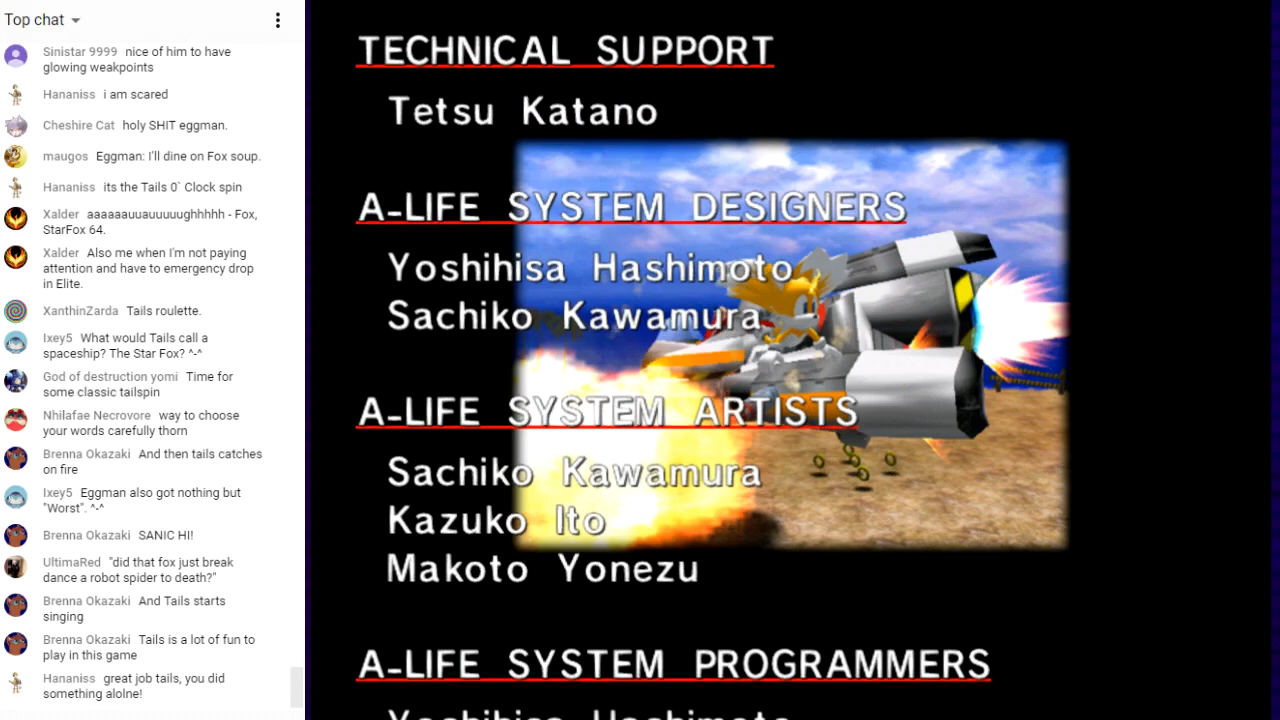 Top chat
Sinistar 9999 nice of him to have
glowing weakpoints
Hananiss i am scared
Cheshire Cat holy SHIT eggman.
maugos Eggman: I'll dine on Fox soup.
Hananiss its the Tails 0` Clock spin
Xalder aaaaaauuauuuuughhhhh - Fox,
StarFox 64.
Xalder Also me when I'm not paying
attention and have to emergency drop
in Elite.
XanthinZarda Tails roulette.
Ixey5 What would Tails call a
spaceship? The Star Fox? ^-^
God of destruction yomi Time for
some classic tailspin
Nhilafae Necrovore way to choose
your words carefully thorn
Brenna Okazaki And then tails catches
on fire
Ixey5 Eggman also got nothing but
"Worst". ^-^
Brenna Okazaki SANIC HI!
UltimaRed "did that fox just break
dance a robot spider to death?"
Brenna Okazaki And Tails starts
singing
Brenna Okazaki Tails is a lot of fun to
play in this game
Hananiss great job tails, you did
something alolne!
TECHNICAL SUPPORT
Tetsu Katano
A-LIFE SYSTEM DESIGNERS
Yoshihisa Hashimoto
Sachiko Kawamura
A-LIFE SYSTEM ARTISTS
Sachiko Kawamura
Kazuko Ito
Makoto Yonezu
A-LIFE SYSTEM PROGRAMMERS
Yoshihisa Hashimoto